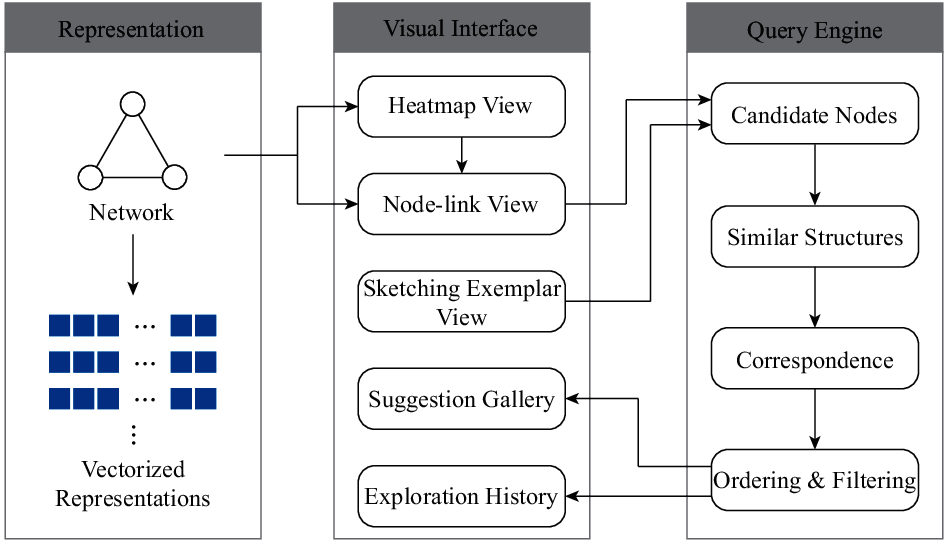 Representation
Network
...
...
...
Vectorized
Representations
Visual Interface
Heatmap View
Node-link View
Sketching Exemplar
View
Suggestion Gallery
Exploration History
Query Engine
Candidate Nodes
Similar Structures
Correspondence
Ordering & Filtering